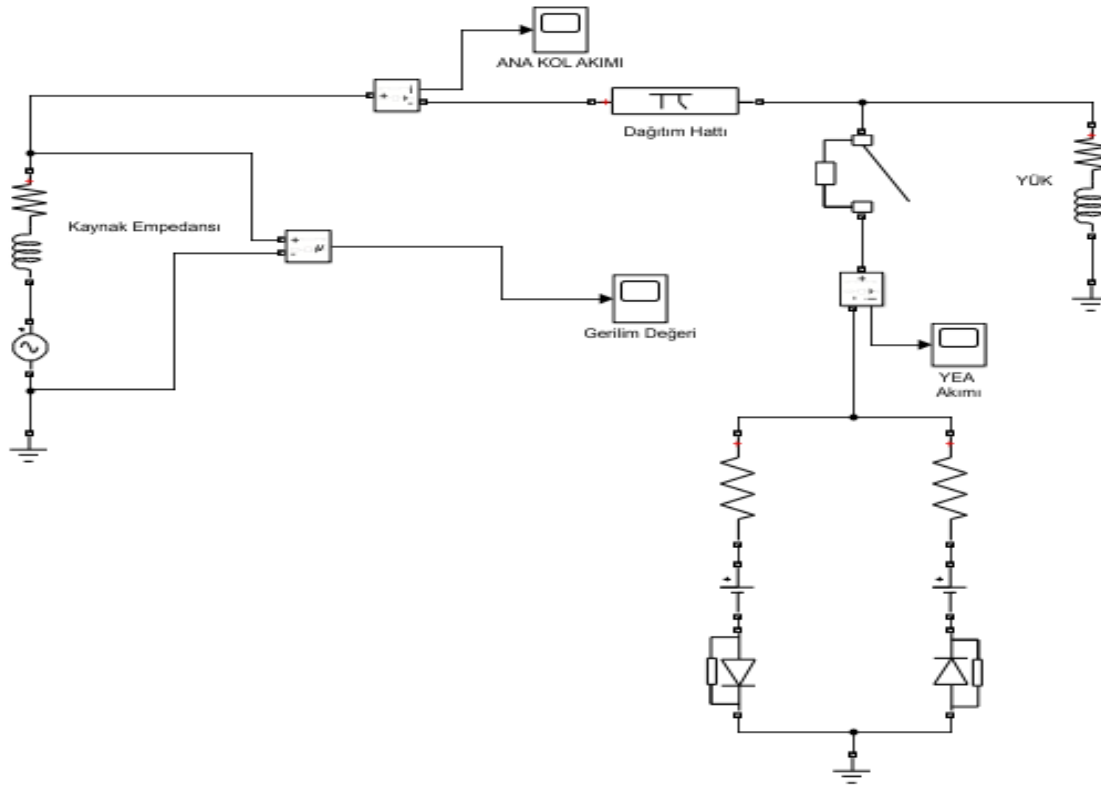 ANA KOL AKIMI
Dağıtım Hattı
YÜK
Kaynak Empedansı
Gerilim Değeri
YEA
Akımı